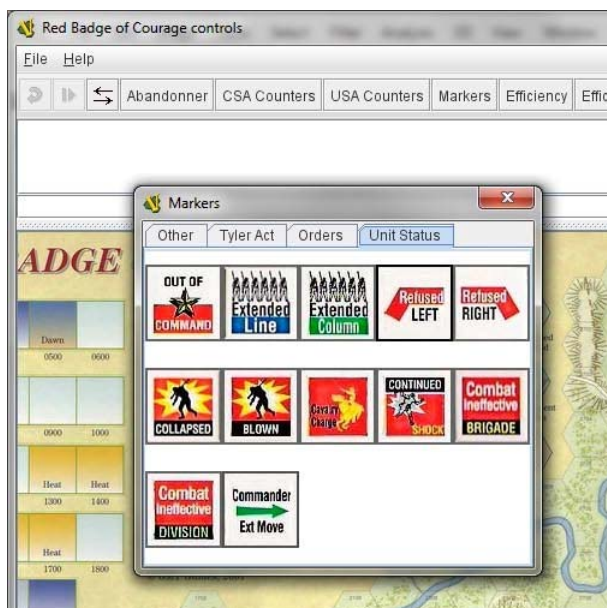 Red Badge of Courage controls
File Help
Abandonner CSA Counters USA Counters Markers Efficiency
Markers
Other Tyler Act Orders Unit Status
BADGE
OUT OF
COMMAND
Extended
Line
Extended
Column
Refused
LEFT
Refused
RIGHT
COLLAPSED
BLOWN
Cavalry
Charge
CONTINUED
SHOCK
Combat
Ineffective
BRIGADE
Combat
Ineffective
DIVISION
Commander
Ext Move
Dawn
0500 0600
0900 1000
Heat Heat
1300 1400
Heat
1700 1800